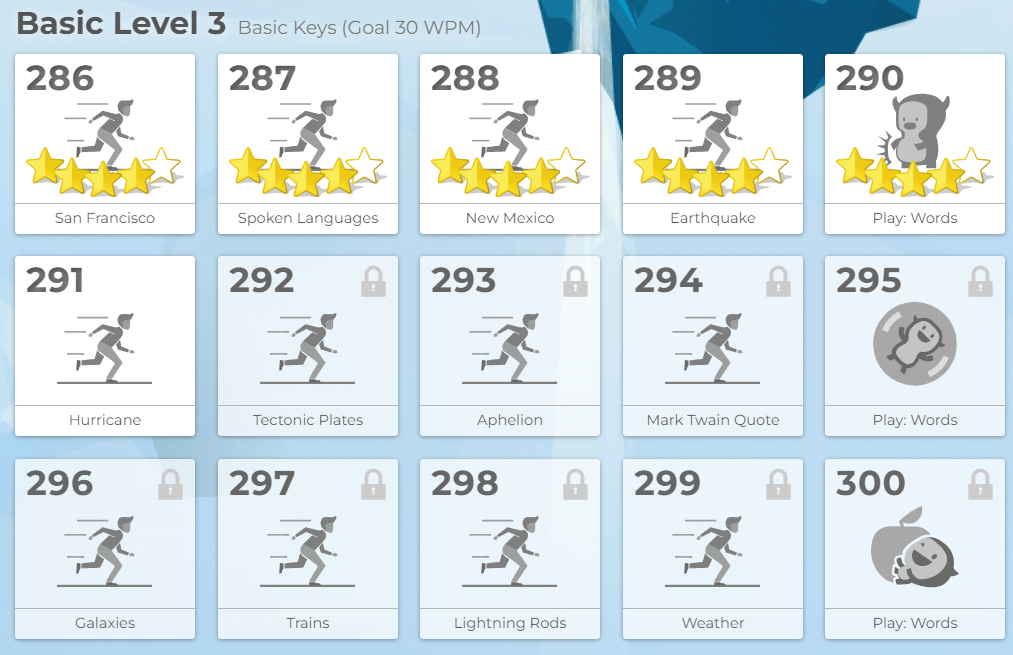 Basic Level 3 Basic Keys (Goal 30 WPM)
286 287 288 289 290
San Francisco Spoken Languages New Mexico Earthquake Play: Words
291 292 293 294 295
Hurricane Tectonic Plates Aphelion Mark Twain Quote Play: Words
296 297 298 299 300
Galaxies Trains Lightning Rods Weather Play: Words